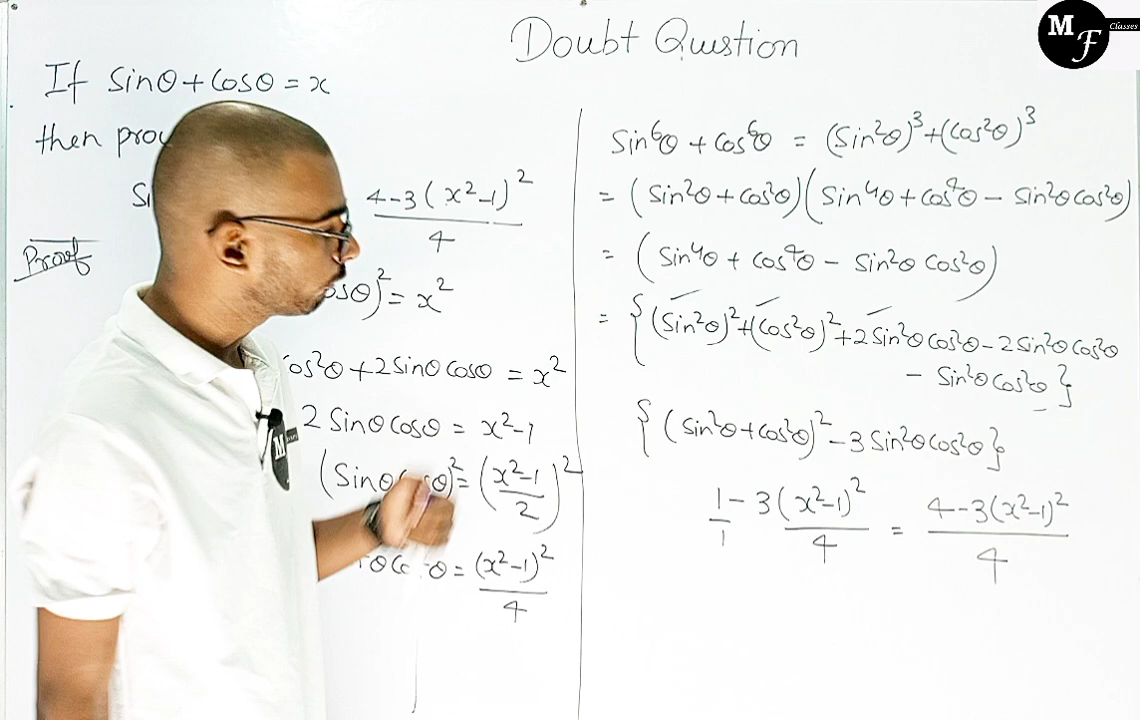 Doubt Question
M F Classes
If sinθ + cosθ = x
then prov
Si
4-3(x²-1)² / 4
Proof
osθ)² = x²
cos²θ + 2 sinθ cosθ = x²
2 sinθ cosθ = x²-1
(sinθ cosθ)² = (x²-1 / 2)²
θ = (x²-1)² / 4
sin⁶θ + cos⁶θ = (sin²θ)³ + (cos²θ)³
= (sin²θ + cos²θ)(sin⁴θ + cos⁴θ - sin²θ cos²θ)
= (sin⁴θ + cos⁴θ - sin²θ cos²θ)
= {(sin²θ)² + (cos²θ)² + 2 sin²θ cos²θ - 2 sin²θ cos²θ
- sin²θ cos²θ}
{(sin²θ + cos²θ)² - 3 sin²θ cos²θ}
1/1 - 3(x²-1)² / 4 = 4-3(x²-1)² / 4
M